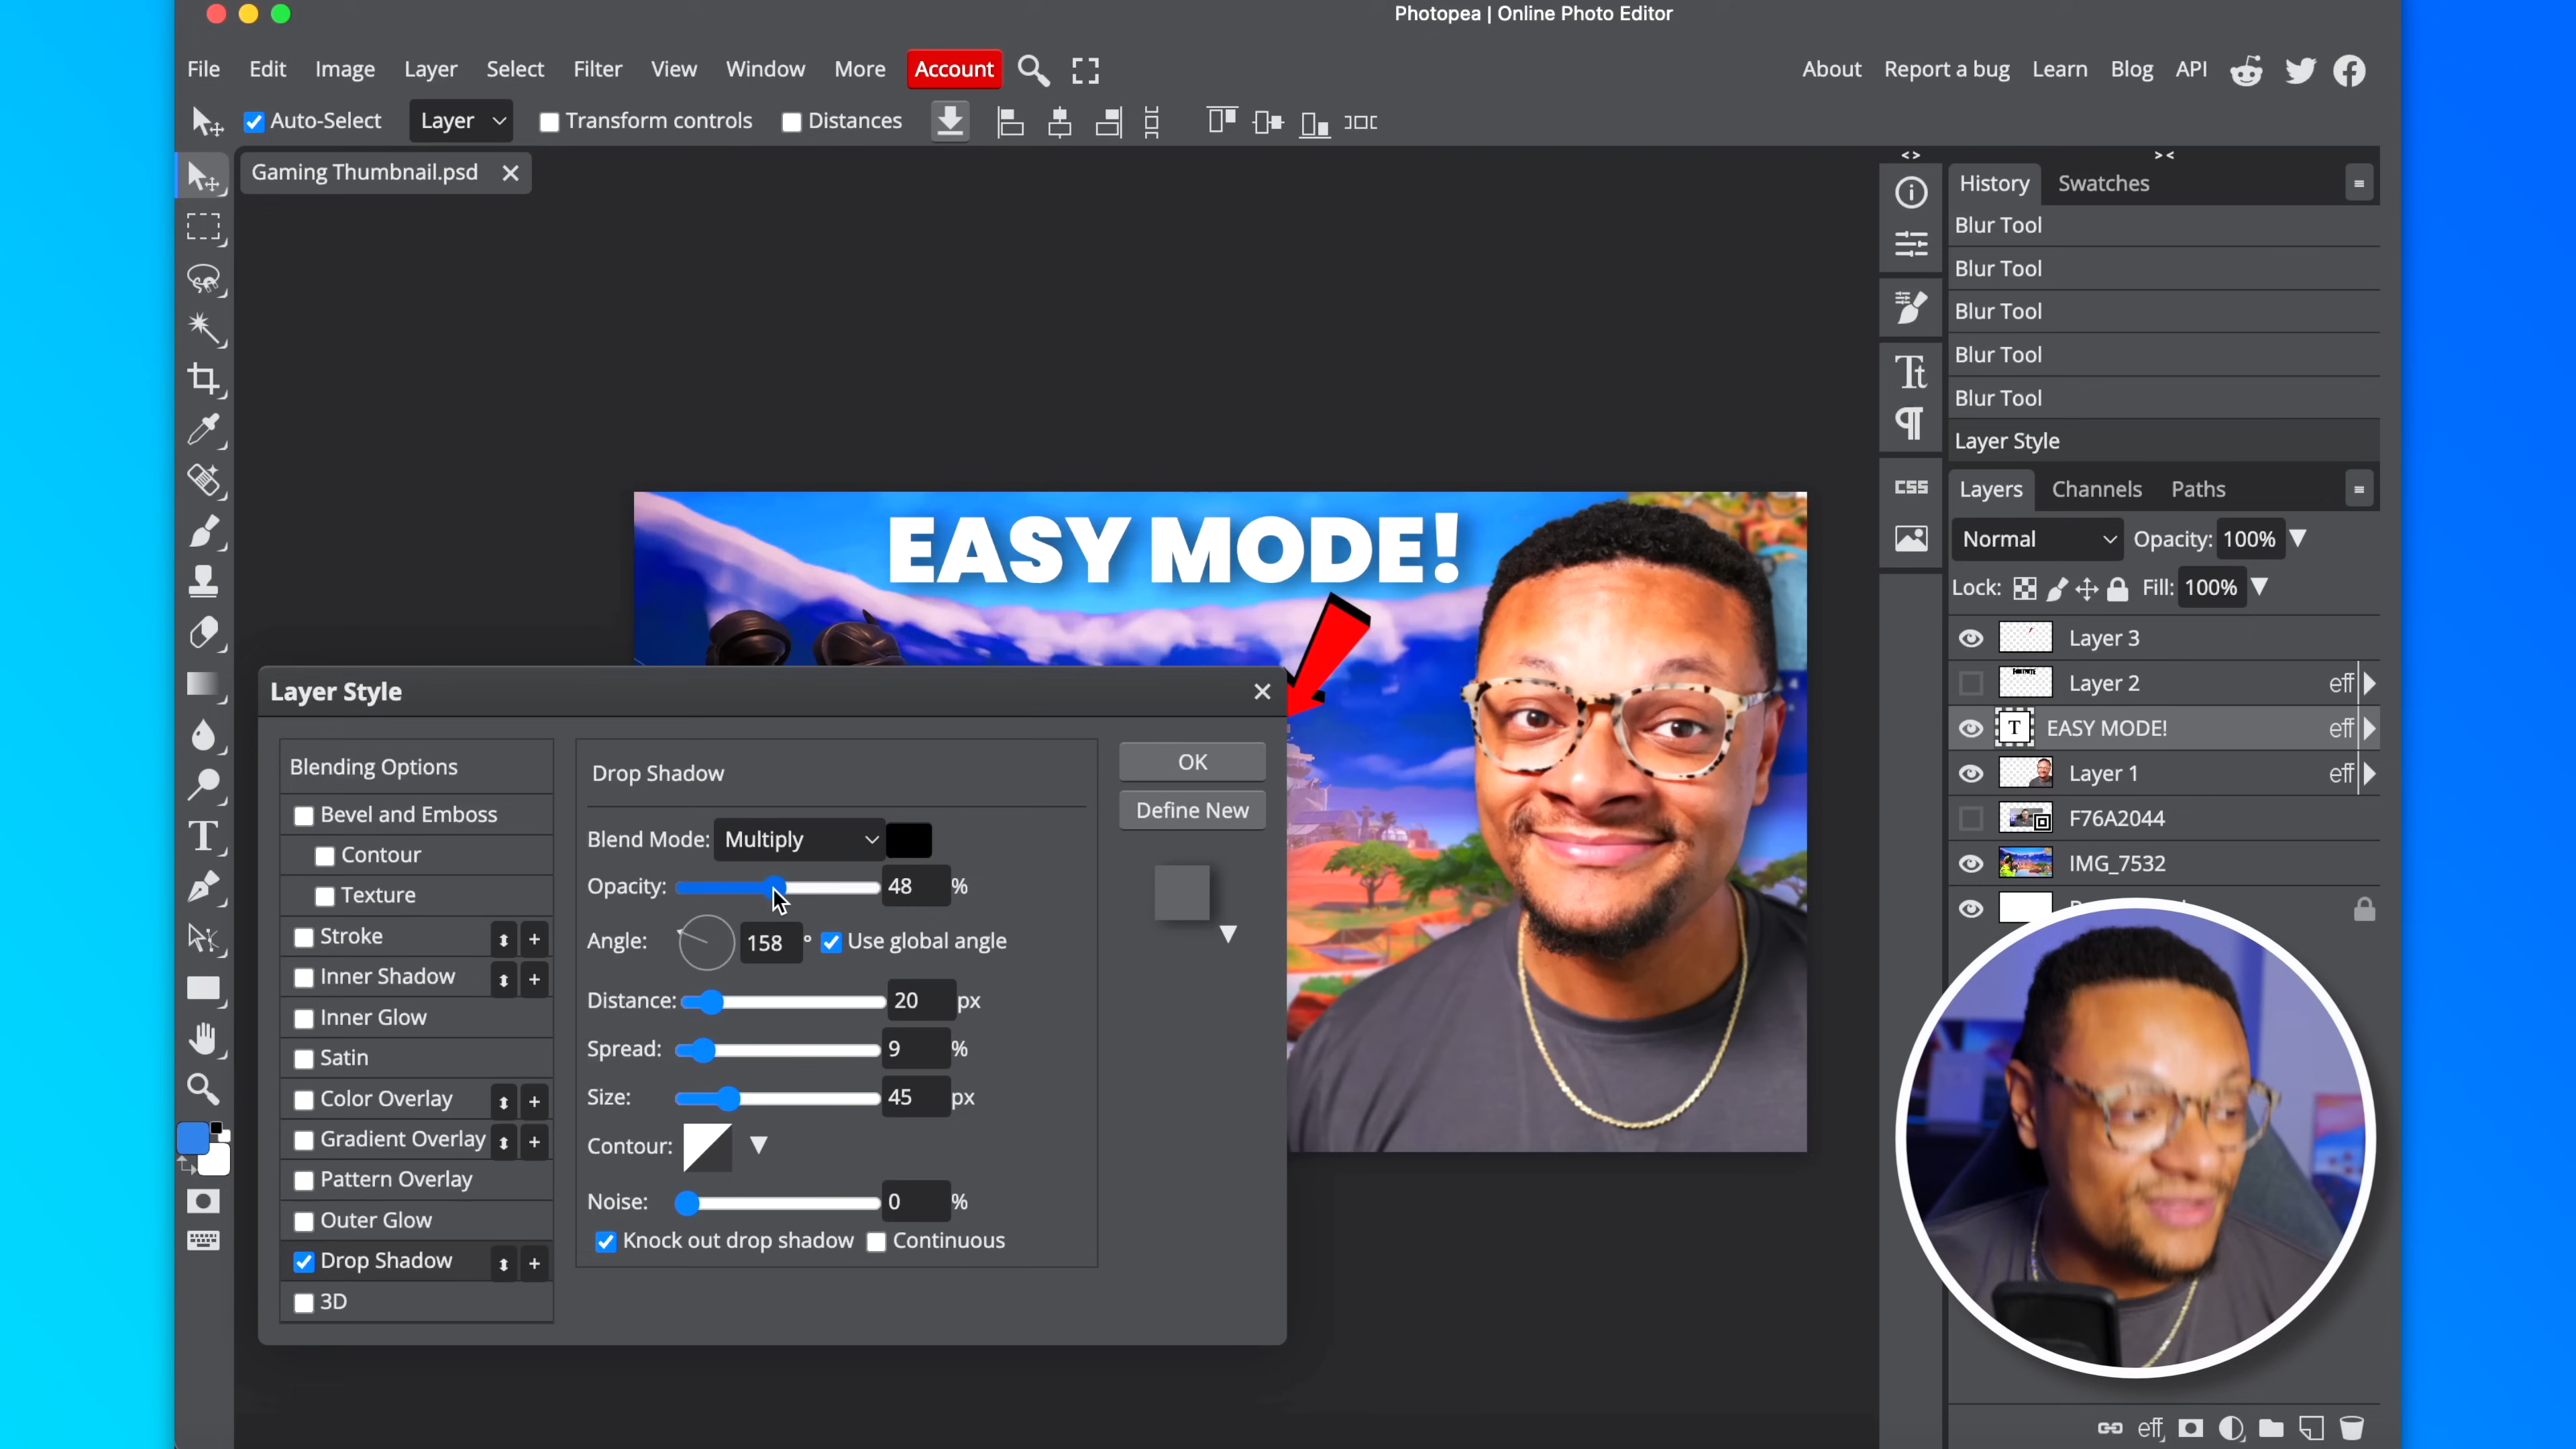 Photopea | Online Photo Editor
File Edit Image Layer Select Filter View Window More Account
About Report a bug Learn Blog API
Auto-Select Layer Transform controls Distances
Gaming Thumbnail.psd
History Swatches
Blur Tool
Blur Tool
Blur Tool
Blur Tool
Blur Tool
Layer Style
CSS
Layers Channels Paths
Normal Opacity: 100%
Lock: Fill: 100%
Layer 3
Layer 2 eff
T EASY MODE! eff
Layer 1 eff
F76A2044
IMG_7532
EASY MODE!
Layer Style
Blending Options
Bevel and Emboss
Contour
Texture
Stroke
Inner Shadow
Inner Glow
Satin
Color Overlay
Gradient Overlay
Pattern Overlay
Outer Glow
Drop Shadow
3D
Drop Shadow
Blend Mode: Multiply
Opacity: 48 %
Angle: 158 ° Use global angle
Distance: 20 px
Spread: 9 %
Size: 45 px
Contour:
Noise: 0 %
Knock out drop shadow Continuous
OK
Define New
eff